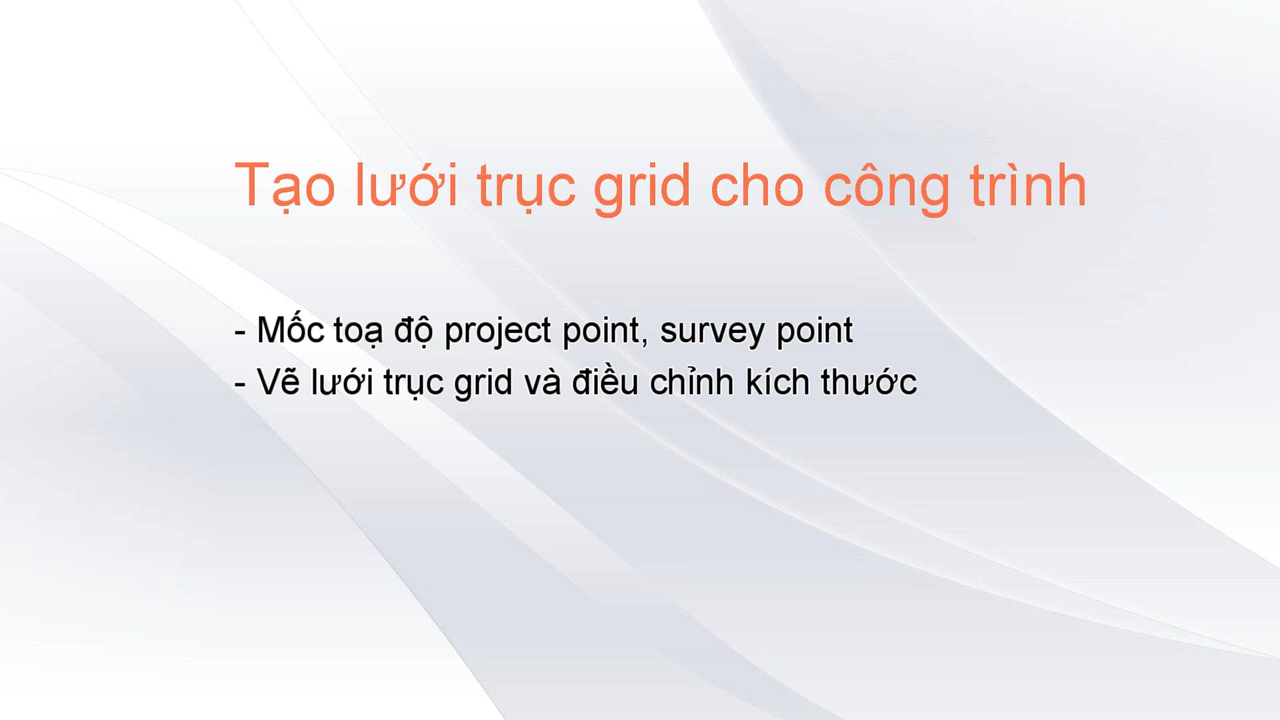 Tạo lưới trục grid cho công trình
- Mốc toạ độ project point, survey point
- Vẽ lưới trục grid và điều chỉnh kích thước